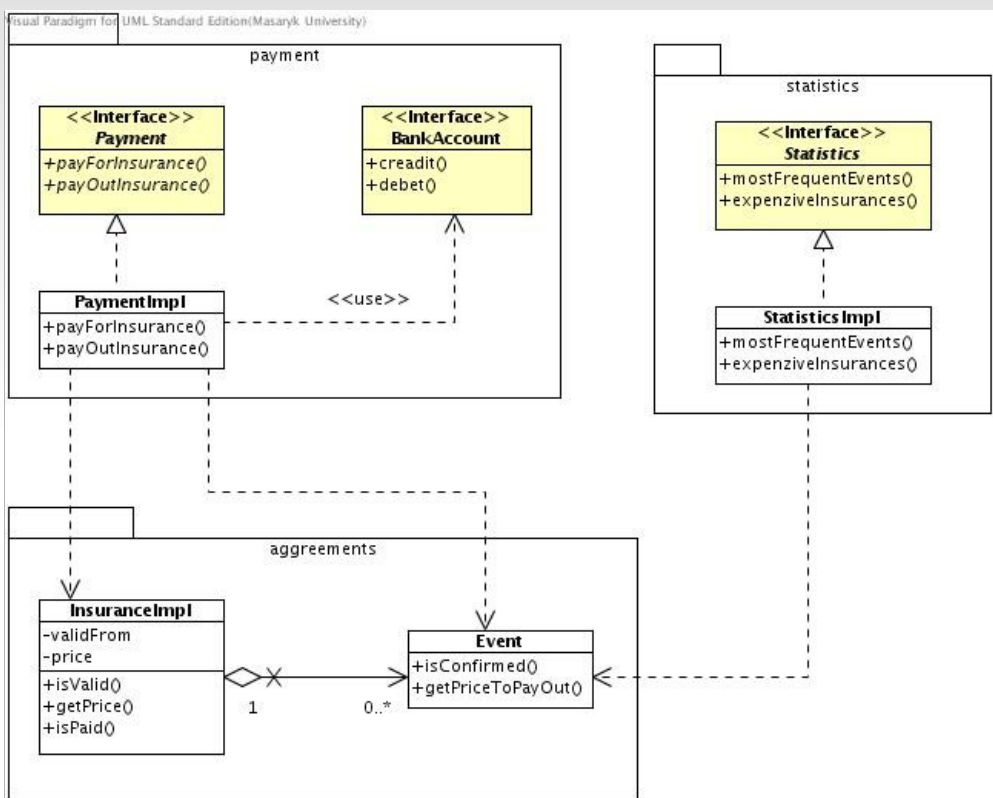 Visual Paradigm for UML Standard Edition(Masaryk University)
payment
<<Interface>>
Payment
+payForInsurance()
+payOutInsurance()
<<Interface>>
BankAccount
+creadit()
+debet()
PaymentImpl
+payForInsurance()
+payOutInsurance()
<<use>>
statistics
<<Interface>>
Statistics
+mostFrequentEvents()
+expenziveInsurances()
StatisticsImpl
+mostFrequentEvents()
+expenziveInsurances()
aggreements
InsuranceImpl
-validFrom
-price
+isValid()
+getPrice()
+isPaid()
1
0..*
Event
+isConfirmed()
+getPriceToPayOut()